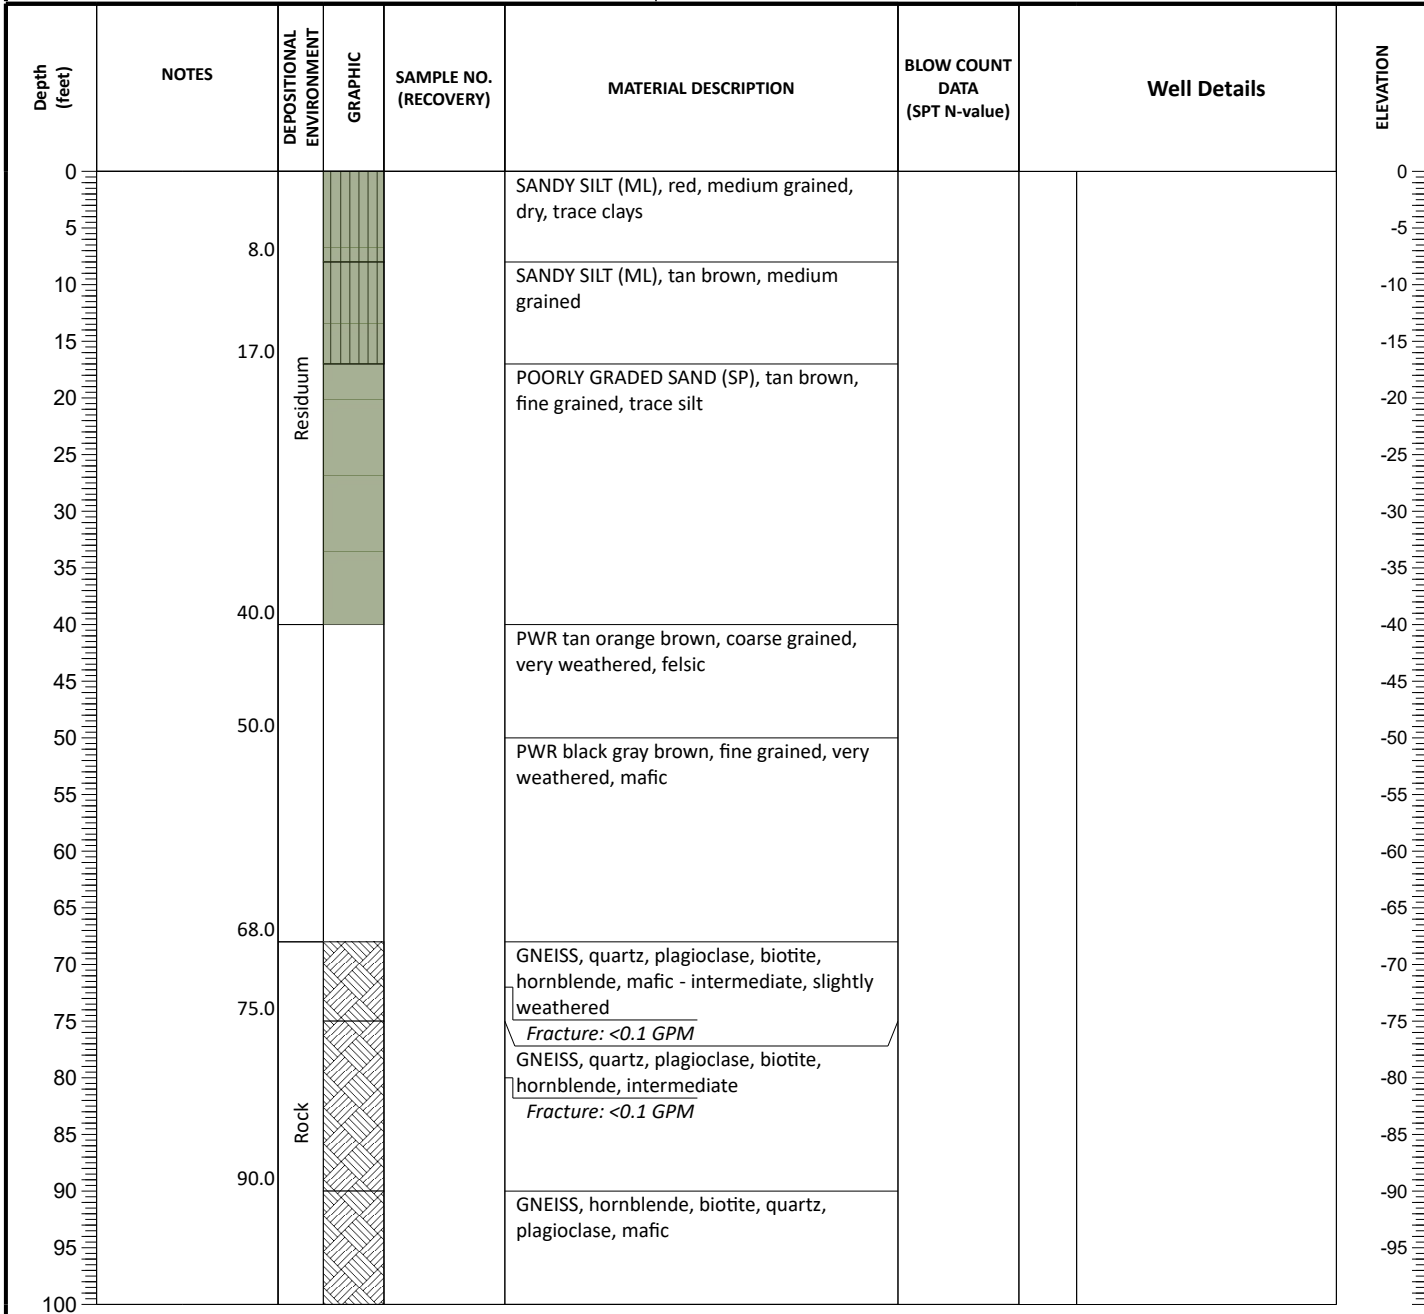 Depth
(feet)
NOTES
DEPOSITIONAL
ENVIRONMENT
GRAPHIC
SAMPLE NO.
(RECOVERY)
MATERIAL DESCRIPTION
BLOW COUNT
DATA
(SPT N-value)
Well Details
ELEVATION
0
5
10
15
20
25
30
35
40
45
50
55
60
65
70
75
80
85
90
95
100
8.0
17.0
40.0
50.0
68.0
75.0
90.0
Residuum
Rock
SANDY SILT (ML), red, medium grained,
dry, trace clays
SANDY SILT (ML), tan brown, medium
grained
POORLY GRADED SAND (SP), tan brown,
fine grained, trace silt
PWR tan orange brown, coarse grained,
very weathered, felsic
PWR black gray brown, fine grained, very
weathered, mafic
GNEISS, quartz, plagioclase, biotite,
hornblende, mafic - intermediate, slightly
weathered
Fracture: <0.1 GPM
GNEISS, quartz, plagioclase, biotite,
hornblende, intermediate
Fracture: <0.1 GPM
GNEISS, hornblende, biotite, quartz,
plagioclase, mafic
0
-5
-10
-15
-20
-25
-30
-35
-40
-45
-50
-55
-60
-65
-70
-75
-80
-85
-90
-95